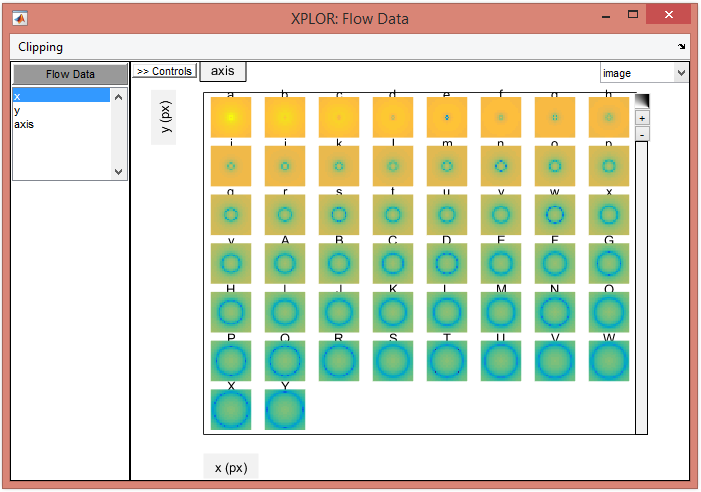 XPLOR: Flow Data
Clipping
Flow Data
>> Controls
axis
image
x
y
axis
y (px)
a b c d e f g h
+
-
i j k l m n o p
q r s t u v w x
y A B C D E F G
H I J K L M N O
P Q R S T U V W
X Y
x (px)